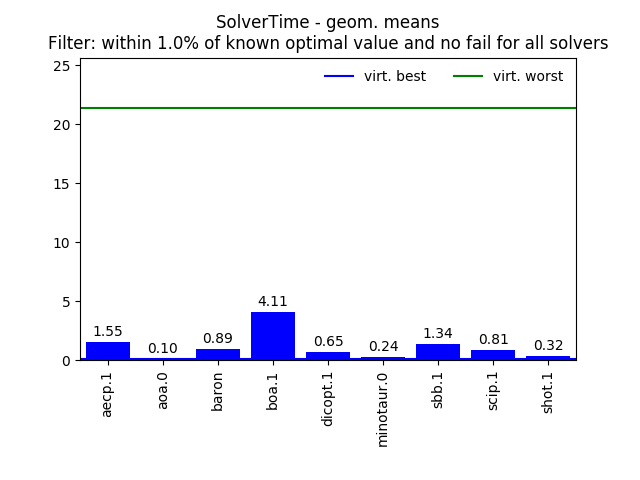 SolverTime - geom. means
Filter: within 1.0% of known optimal value and no fail for all solvers
25
20
15
10
5
0
virt. best
virt. worst
1.55
0.10
0.89
4.11
0.65
0.24
1.34
0.81
0.32
aecp.1
aoa.0
baron
boa.1
dicopt.1
minotaur.0
sbb.1
scip.1
shot.1